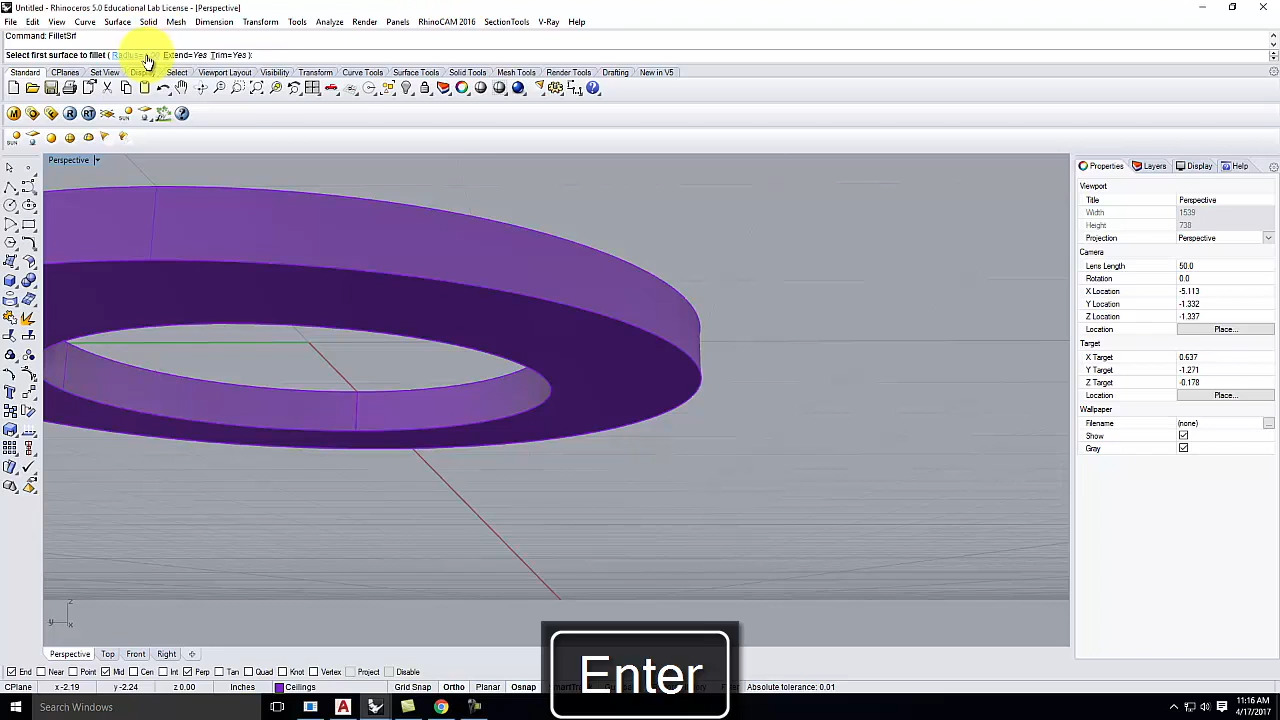 Untitled - Rhinoceros 5.0 Educational Lab License - [Perspective]
File Edit View Curve Surface Solid Mesh Dimension Transform Tools Analyze Render Panels RhinoCAM 2016 SectionTools V-Ray Help
Command: FilletSrf
Select first surface to fillet ( Radius= Extend=Yes Trim=Yes ):
Standard CPlanes Set View Display Select Viewport Layout Visibility Transform Curve Tools Surface Tools Solid Tools Mesh Tools Render Tools Drafting New in V5
M R RT SUN
SUN
Perspective
Properties Layers Display Help
Viewport
Title Perspective
Width 1539
Height 738
Projection Perspective
Camera
Lens Length 50.0
Rotation 0.0
X Location -5.113
Y Location -1.332
Z Location -1.337
Location Place...
Target
X Target 0.637
Y Target -1.271
Z Target -0.178
Location Place...
Wallpaper
Filename (none) ...
Show
Gray
z
y x
Enter
Perspective Top Front Right
End Near Point Mid Cen Int Perp Tan Quad Knot Vertex Project Disable
CPlane x -2.19 y -2.24 z 0.00 Inches Ceilings Grid Snap Ortho Planar Osnap Absolute tolerance: 0.01
Search Windows
11:16 AM
4/17/2017